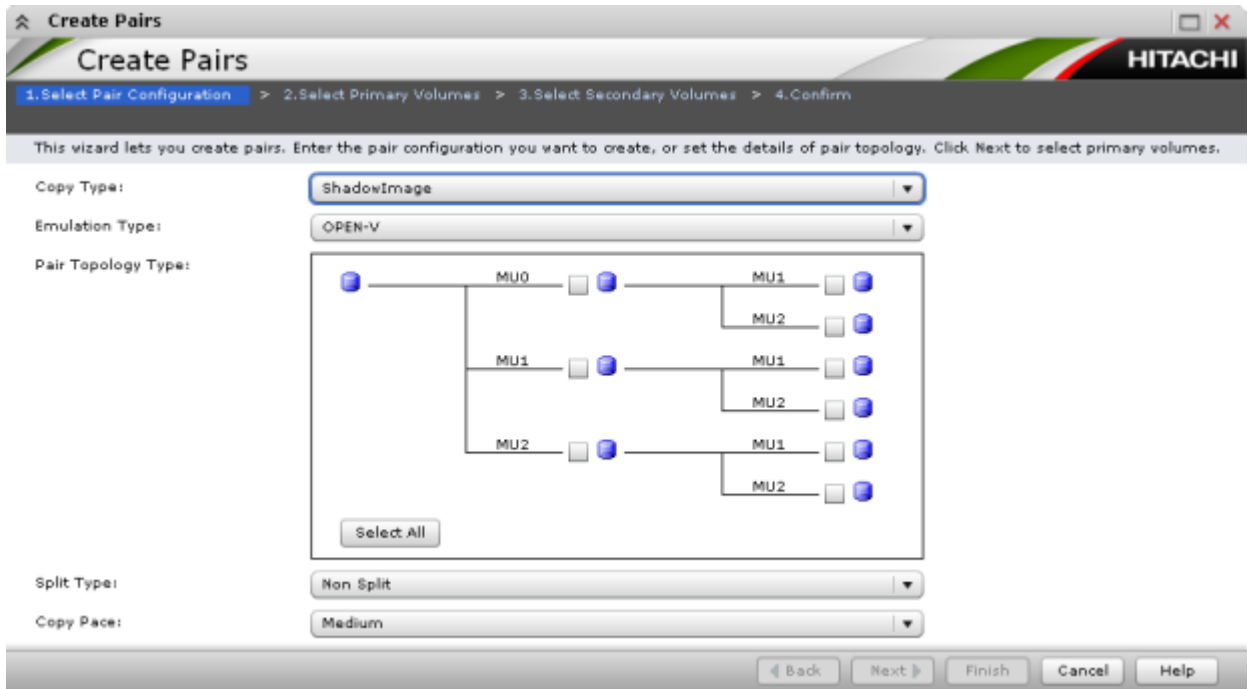 Create Pairs
Create Pairs
HITACHI
1.Select Pair Configuration > 2.Select Primary Volumes > 3.Select Secondary Volumes > 4.Confirm
This wizard lets you create pairs. Enter the pair configuration you want to create, or set the details of pair topology. Click Next to select primary volumes.
Copy Type: ShadowImage
Emulation Type: OPEN-V
Pair Topology Type:
MU0 MU1
MU2
MU1 MU1
MU2
MU2 MU1
MU2
Select All
Split Type: Non Split
Copy Pace: Medium
Back Next Finish Cancel Help